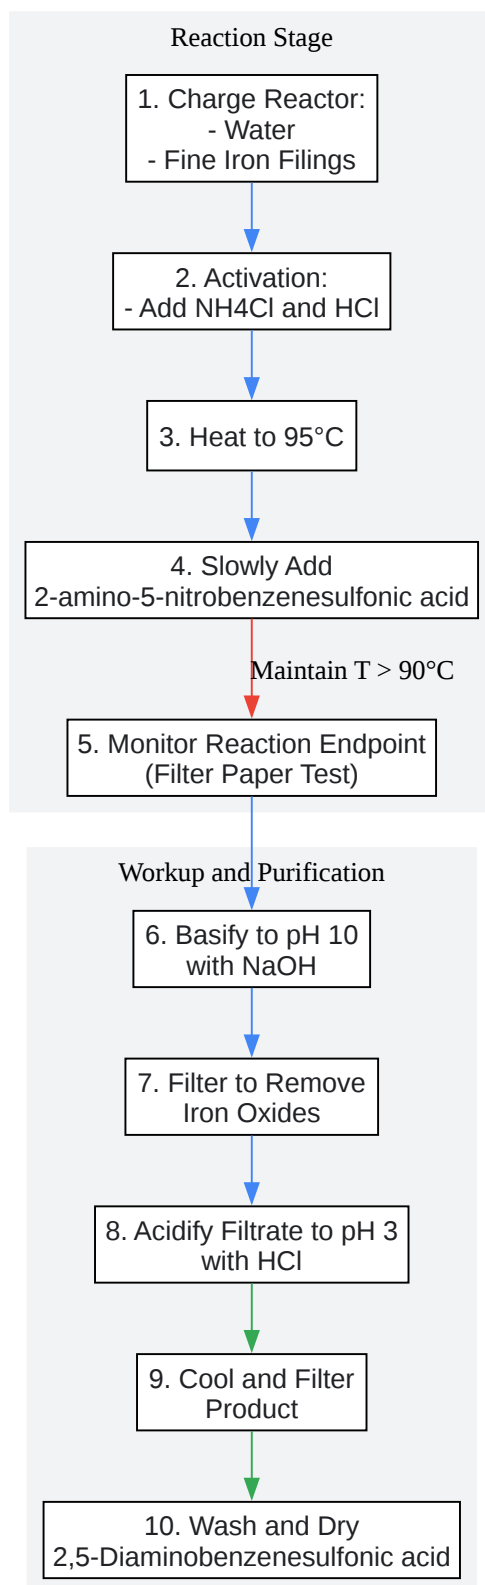 Reaction Stage
1. Charge Reactor:
- Water
- Fine Iron Filings
2. Activation:
- Add NH4Cl and HCl
3. Heat to 95°C
4. Slowly Add
2-amino-5-nitrobenzenesulfonic acid
Maintain T > 90°C
5. Monitor Reaction Endpoint
(Filter Paper Test)
Workup and Purification
6. Basify to pH 10
with NaOH
7. Filter to Remove
Iron Oxides
8. Acidify Filtrate to pH 3
with HCl
9. Cool and Filter
Product
10. Wash and Dry
2,5-Diaminobenzenesulfonic acid